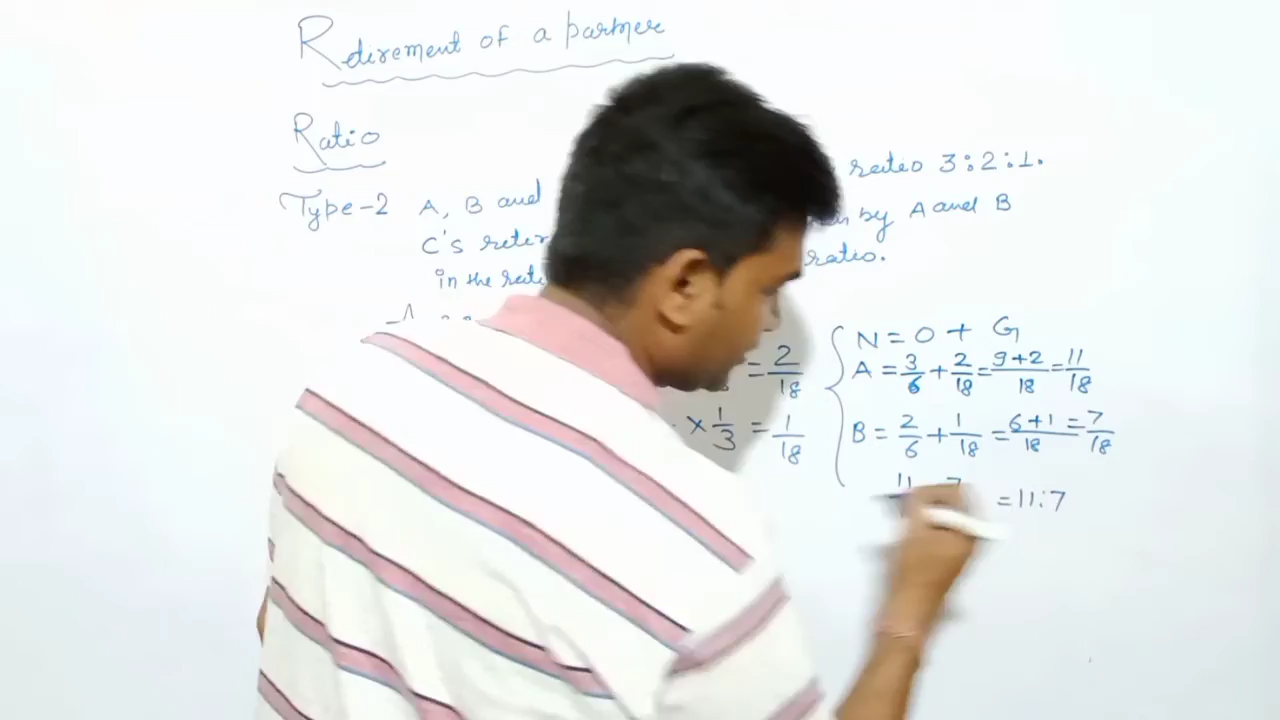 Retirement of a partner
Ratio
Type-2 A, B and ratio 3:2:1.
C's by A and B
in the ratio.
N = O + G
= 2/18 A = 3/6 + 2/18 = 9+2/18 = 11/18
× 1/3 = 1/18 B = 2/6 + 1/18 = 6+1/18 = 7/18
11 7 = 11:7